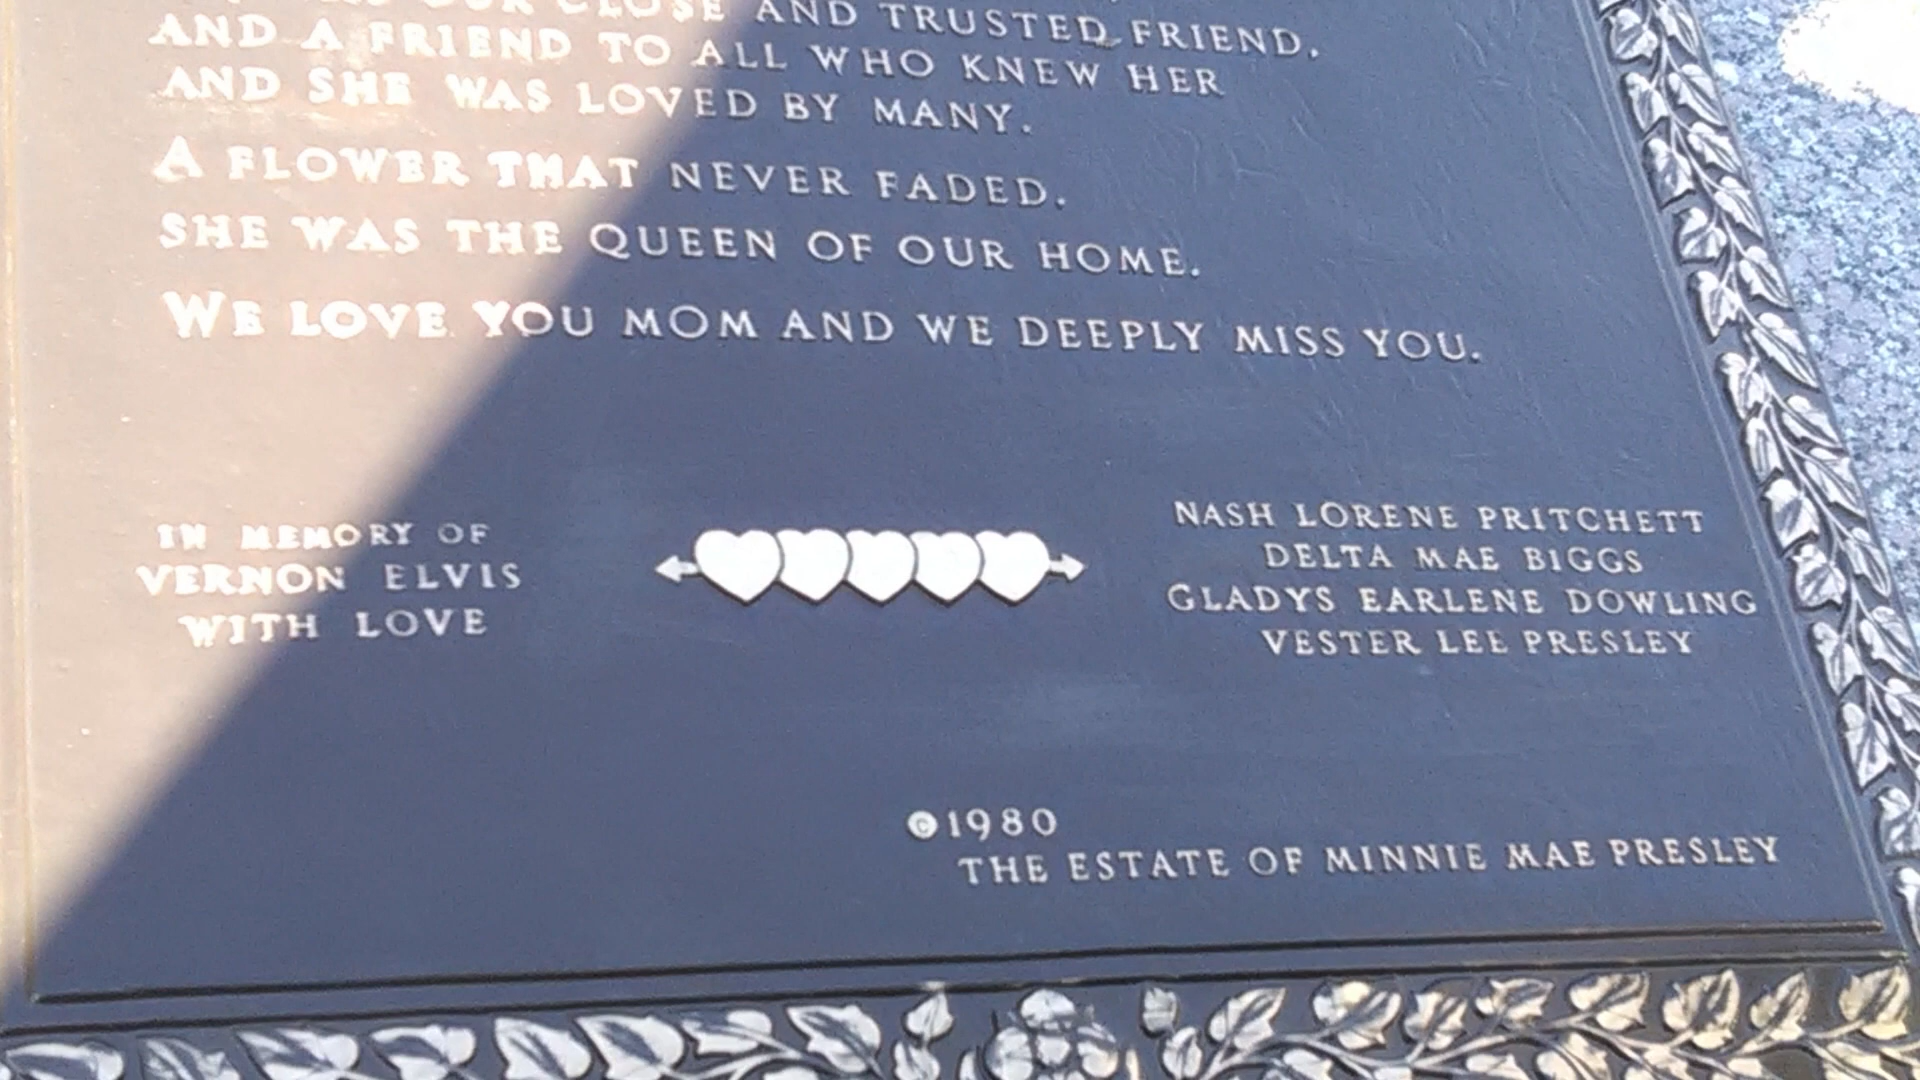 OUR CLOSE AND TRUSTED FRIEND.
AND A FRIEND TO ALL WHO KNEW HER
AND SHE WAS LOVED BY MANY.
A FLOWER THAT NEVER FADED.
SHE WAS THE QUEEN OF OUR HOME.
WE LOVE YOU MOM AND WE DEEPLY MISS YOU.
IN MEMORY OF
VERNON ELVIS
WITH LOVE
NASH LORENE PRITCHETT
DELTA MAE BIGGS
GLADYS EARLENE DOWLING
VESTER LEE PRESLEY
©1980
THE ESTATE OF MINNIE MAE PRESLEY